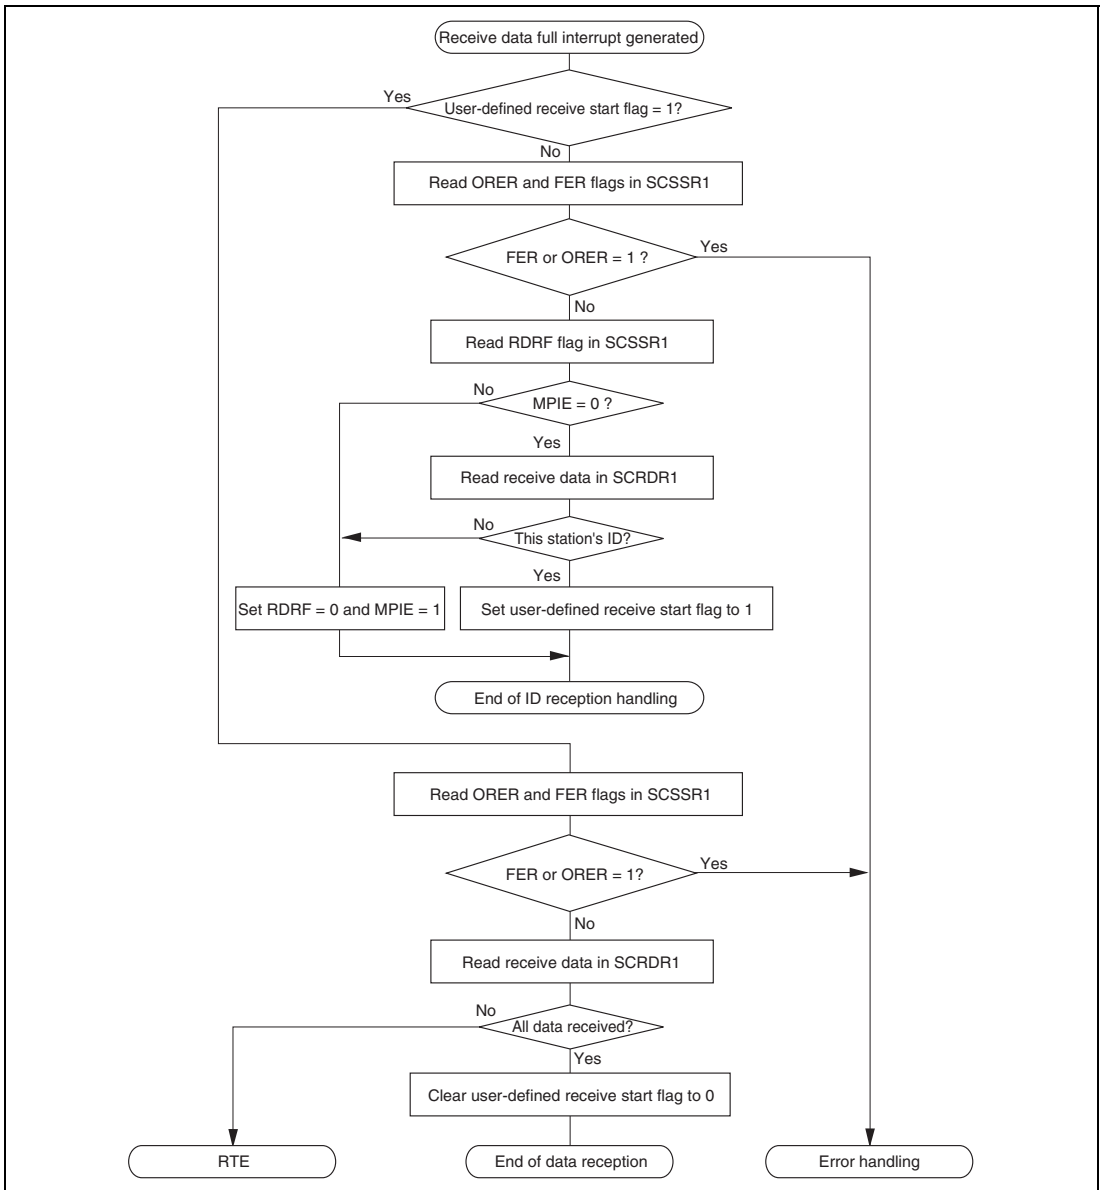 Receive data full interrupt generated
Yes
User-defined receive start flag = 1?
No
Read ORER and FER flags in SCSSR1
Yes
FER or ORER = 1 ?
No
Read RDRF flag in SCSSR1
No
MPIE = 0 ?
Yes
Read receive data in SCRDR1
No
This station's ID?
Yes
Set RDRF = 0 and MPIE = 1
Set user-defined receive start flag to 1
End of ID reception handling
Read ORER and FER flags in SCSSR1
Yes
FER or ORER = 1?
No
Read receive data in SCRDR1
No
All data received?
Yes
Clear user-defined receive start flag to 0
RTE
End of data reception
Error handling